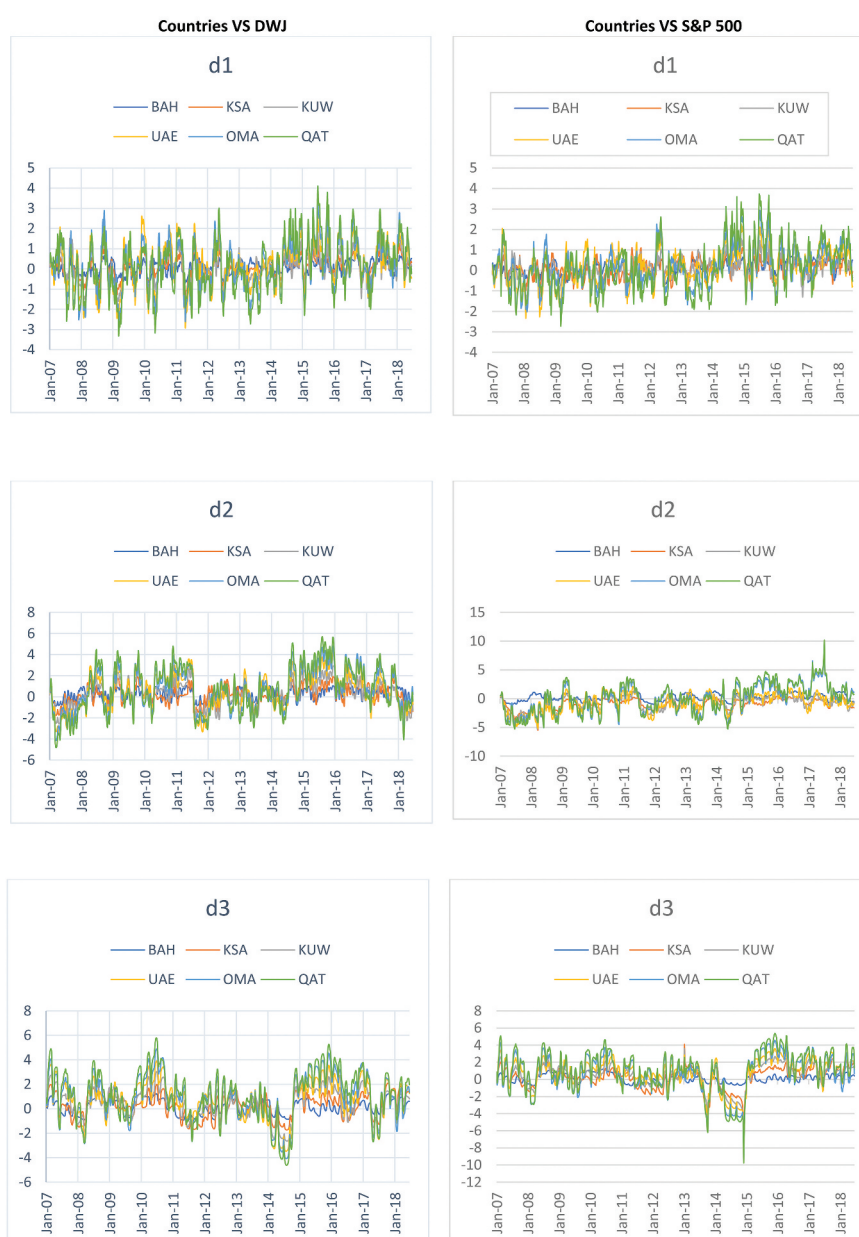 Countries VS DWJ
d1
BAH KSA KUW
UAE OMA QAT
5
4
3
2
1
0
-1
-2
-3
-4
Jan-07 Jan-08 Jan-09 Jan-10 Jan-11 Jan-12 Jan-13 Jan-14 Jan-15 Jan-16 Jan-17 Jan-18
Countries VS S&P 500
d1
BAH KSA KUW
UAE OMA QAT
5
4
3
2
1
0
-1
-2
-3
-4
Jan-07 Jan-08 Jan-09 Jan-10 Jan-11 Jan-12 Jan-13 Jan-14 Jan-15 Jan-16 Jan-17 Jan-18
d2
BAH KSA KUW
UAE OMA QAT
8
6
4
2
0
-2
-4
-6
Jan-07 Jan-08 Jan-09 Jan-10 Jan-11 Jan-12 Jan-13 Jan-14 Jan-15 Jan-16 Jan-17 Jan-18
d2
BAH KSA KUW
UAE OMA QAT
15
10
5
0
-5
-10
Jan-07 Jan-08 Jan-09 Jan-10 Jan-11 Jan-12 Jan-13 Jan-14 Jan-15 Jan-16 Jan-17 Jan-18
d3
BAH KSA KUW
UAE OMA QAT
8
6
4
2
0
-2
-4
-6
Jan-07 Jan-08 Jan-09 Jan-10 Jan-11 Jan-12 Jan-13 Jan-14 Jan-15 Jan-16 Jan-17 Jan-18
d3
BAH KSA KUW
UAE OMA QAT
8
6
4
2
0
-2
-4
-6
-8
-10
-12
Jan-07 Jan-08 Jan-09 Jan-10 Jan-11 Jan-12 Jan-13 Jan-14 Jan-15 Jan-16 Jan-17 Jan-18